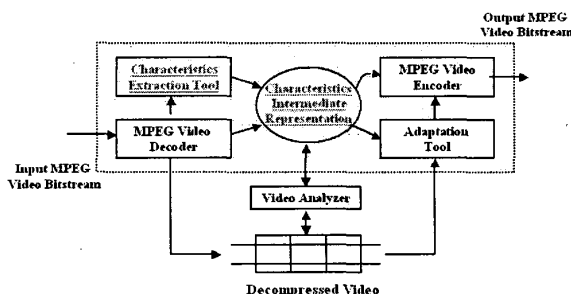 Output MPEG
Video Bitstream
Characteristics
Extraction Tool
Characteristics
Intermediate
Representation
MPEG Video
Encoder
MPEG Video
Decoder
Adaptation
Tool
Input MPEG
Video Bitstream
Video Analyzer
Decompressed Video